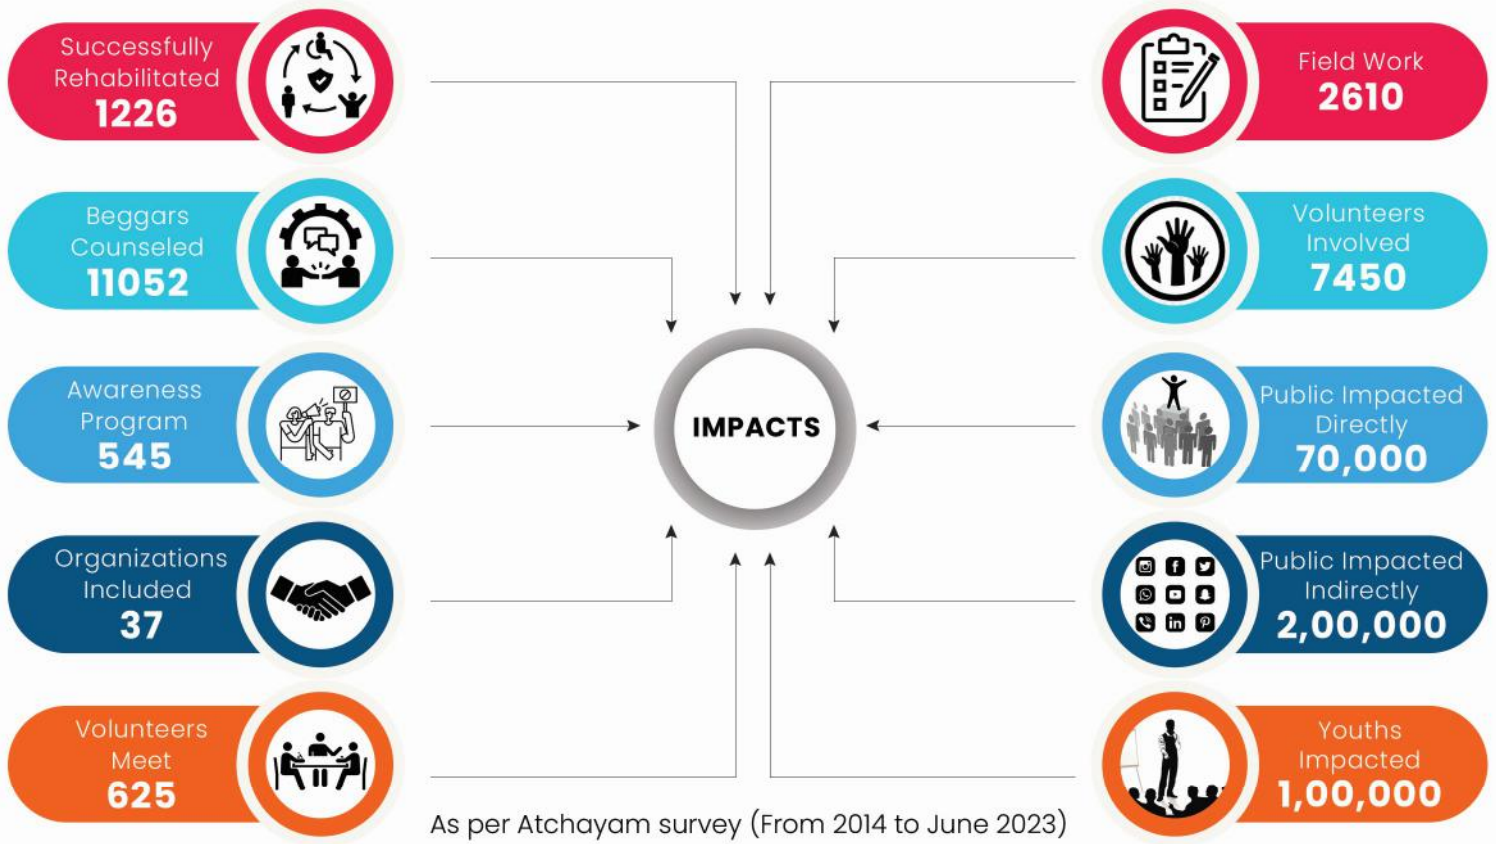 Successfully
Rehabilitated
1226
Beggars
Counseled
11052
Awareness
Program
545
Organizations
Included
37
Volunteers
Meet
625
IMPACTS
Field Work
2610
Volunteers
Involved
7450
Public Impacted
Directly
70,000
Public Impacted
Indirectly
2,00,000
Youths
Impacted
1,00,000
As per Atchayam survey (From 2014 to June 2023)